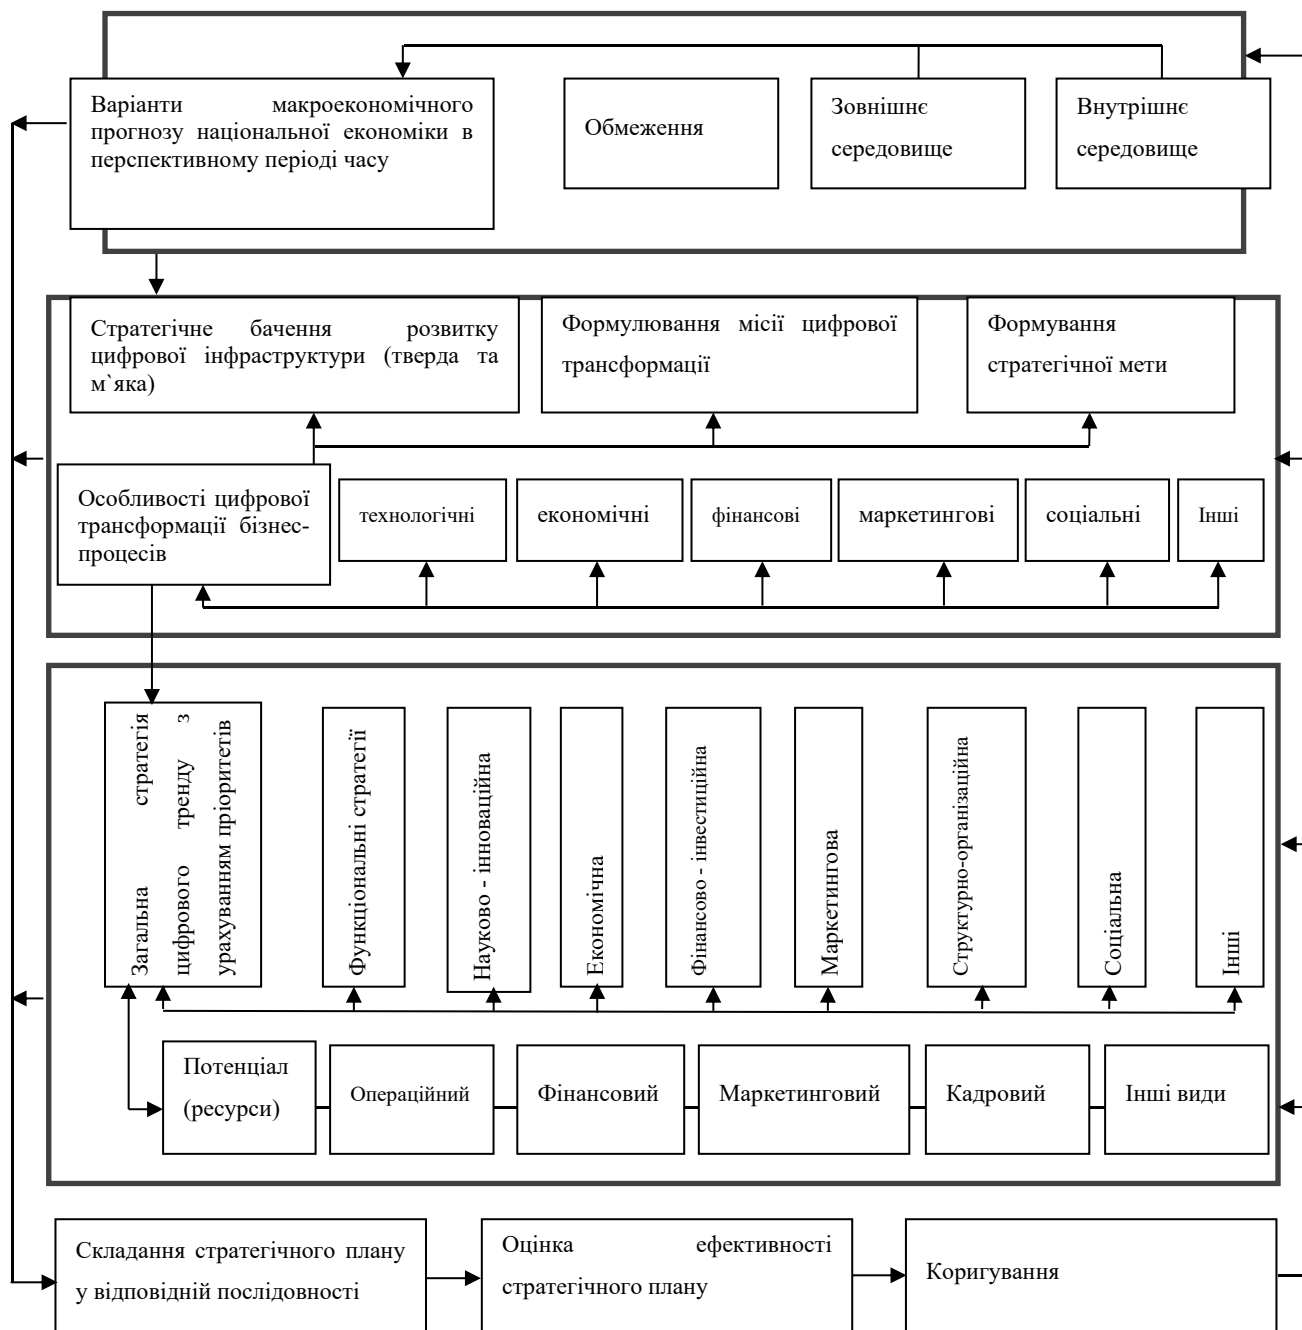 Варіанти макроекономічного
прогнозу національної економіки в
перспективному періоді часу
Обмеження
Зовнішнє
середовище
Внутрішнє
середовище
Стратегічне бачення розвитку
цифрової інфраструктури (тверда та
м`яка)
Формулювання місії цифрової
трансформації
Формування
стратегічної мети
Особливості цифрової
трансформації бізнес-
процесів
технологічні
економічні
фінансові
маркетингові
соціальні
Інші
Загальна стратегія
цифрового тренду з
урахуванням пріоритетів
Функціональні стратегії
Науково - інноваційна
Економічна
Фінансово - інвестиційна
Маркетингова
Структурно-організаційна
Соціальна
Інші
Потенціал
(ресурси)
Операційний
Фінансовий
Маркетинговий
Кадровий
Інші види
Складання стратегічного плану
у відповідній послідовності
Оцінка ефективності
стратегічного плану
Коригування